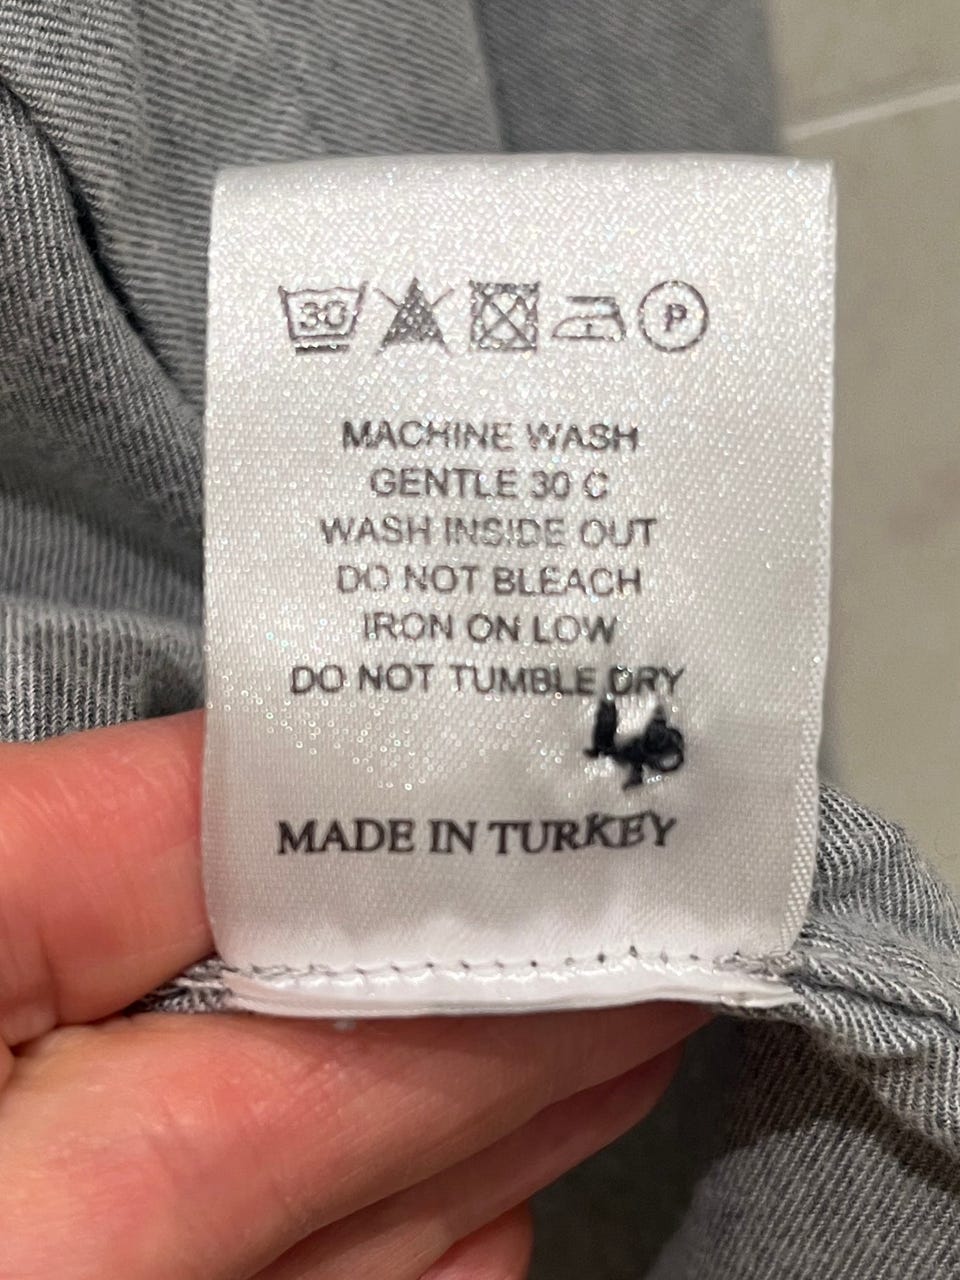 30 P
MACHINE WASH
GENTLE 30 C
WASH INSIDE OUT
DO NOT BLEACH
IRON ON LOW
DO NOT TUMBLE DRY
MADE IN TURKEY